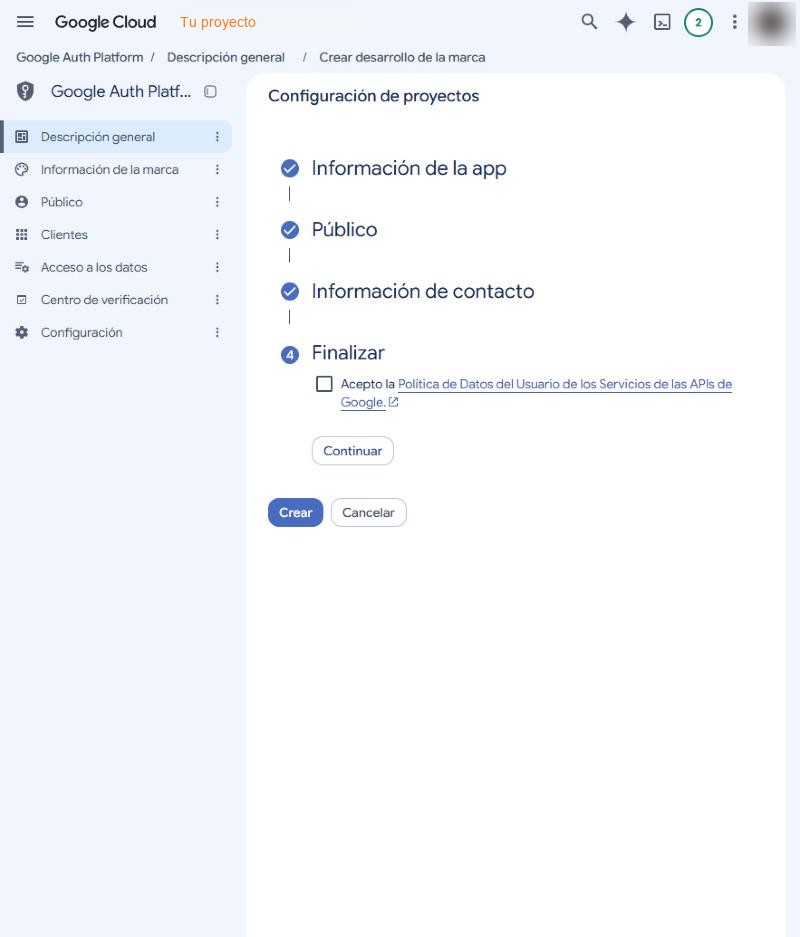 Google Cloud
Tu proyecto
2
Google Auth Platform / Descripción general / Crear desarrollo de la marca
Google Auth Platf...
Descripción general
Información de la marca
Público
Clientes
Acceso a los datos
Centro de verificación
Configuración
Configuración de proyectos
Información de la app
Público
Información de contacto
4 Finalizar
Acepto la Política de Datos del Usuario de los Servicios de las APIs de
Google.
Continuar
Crear Cancelar